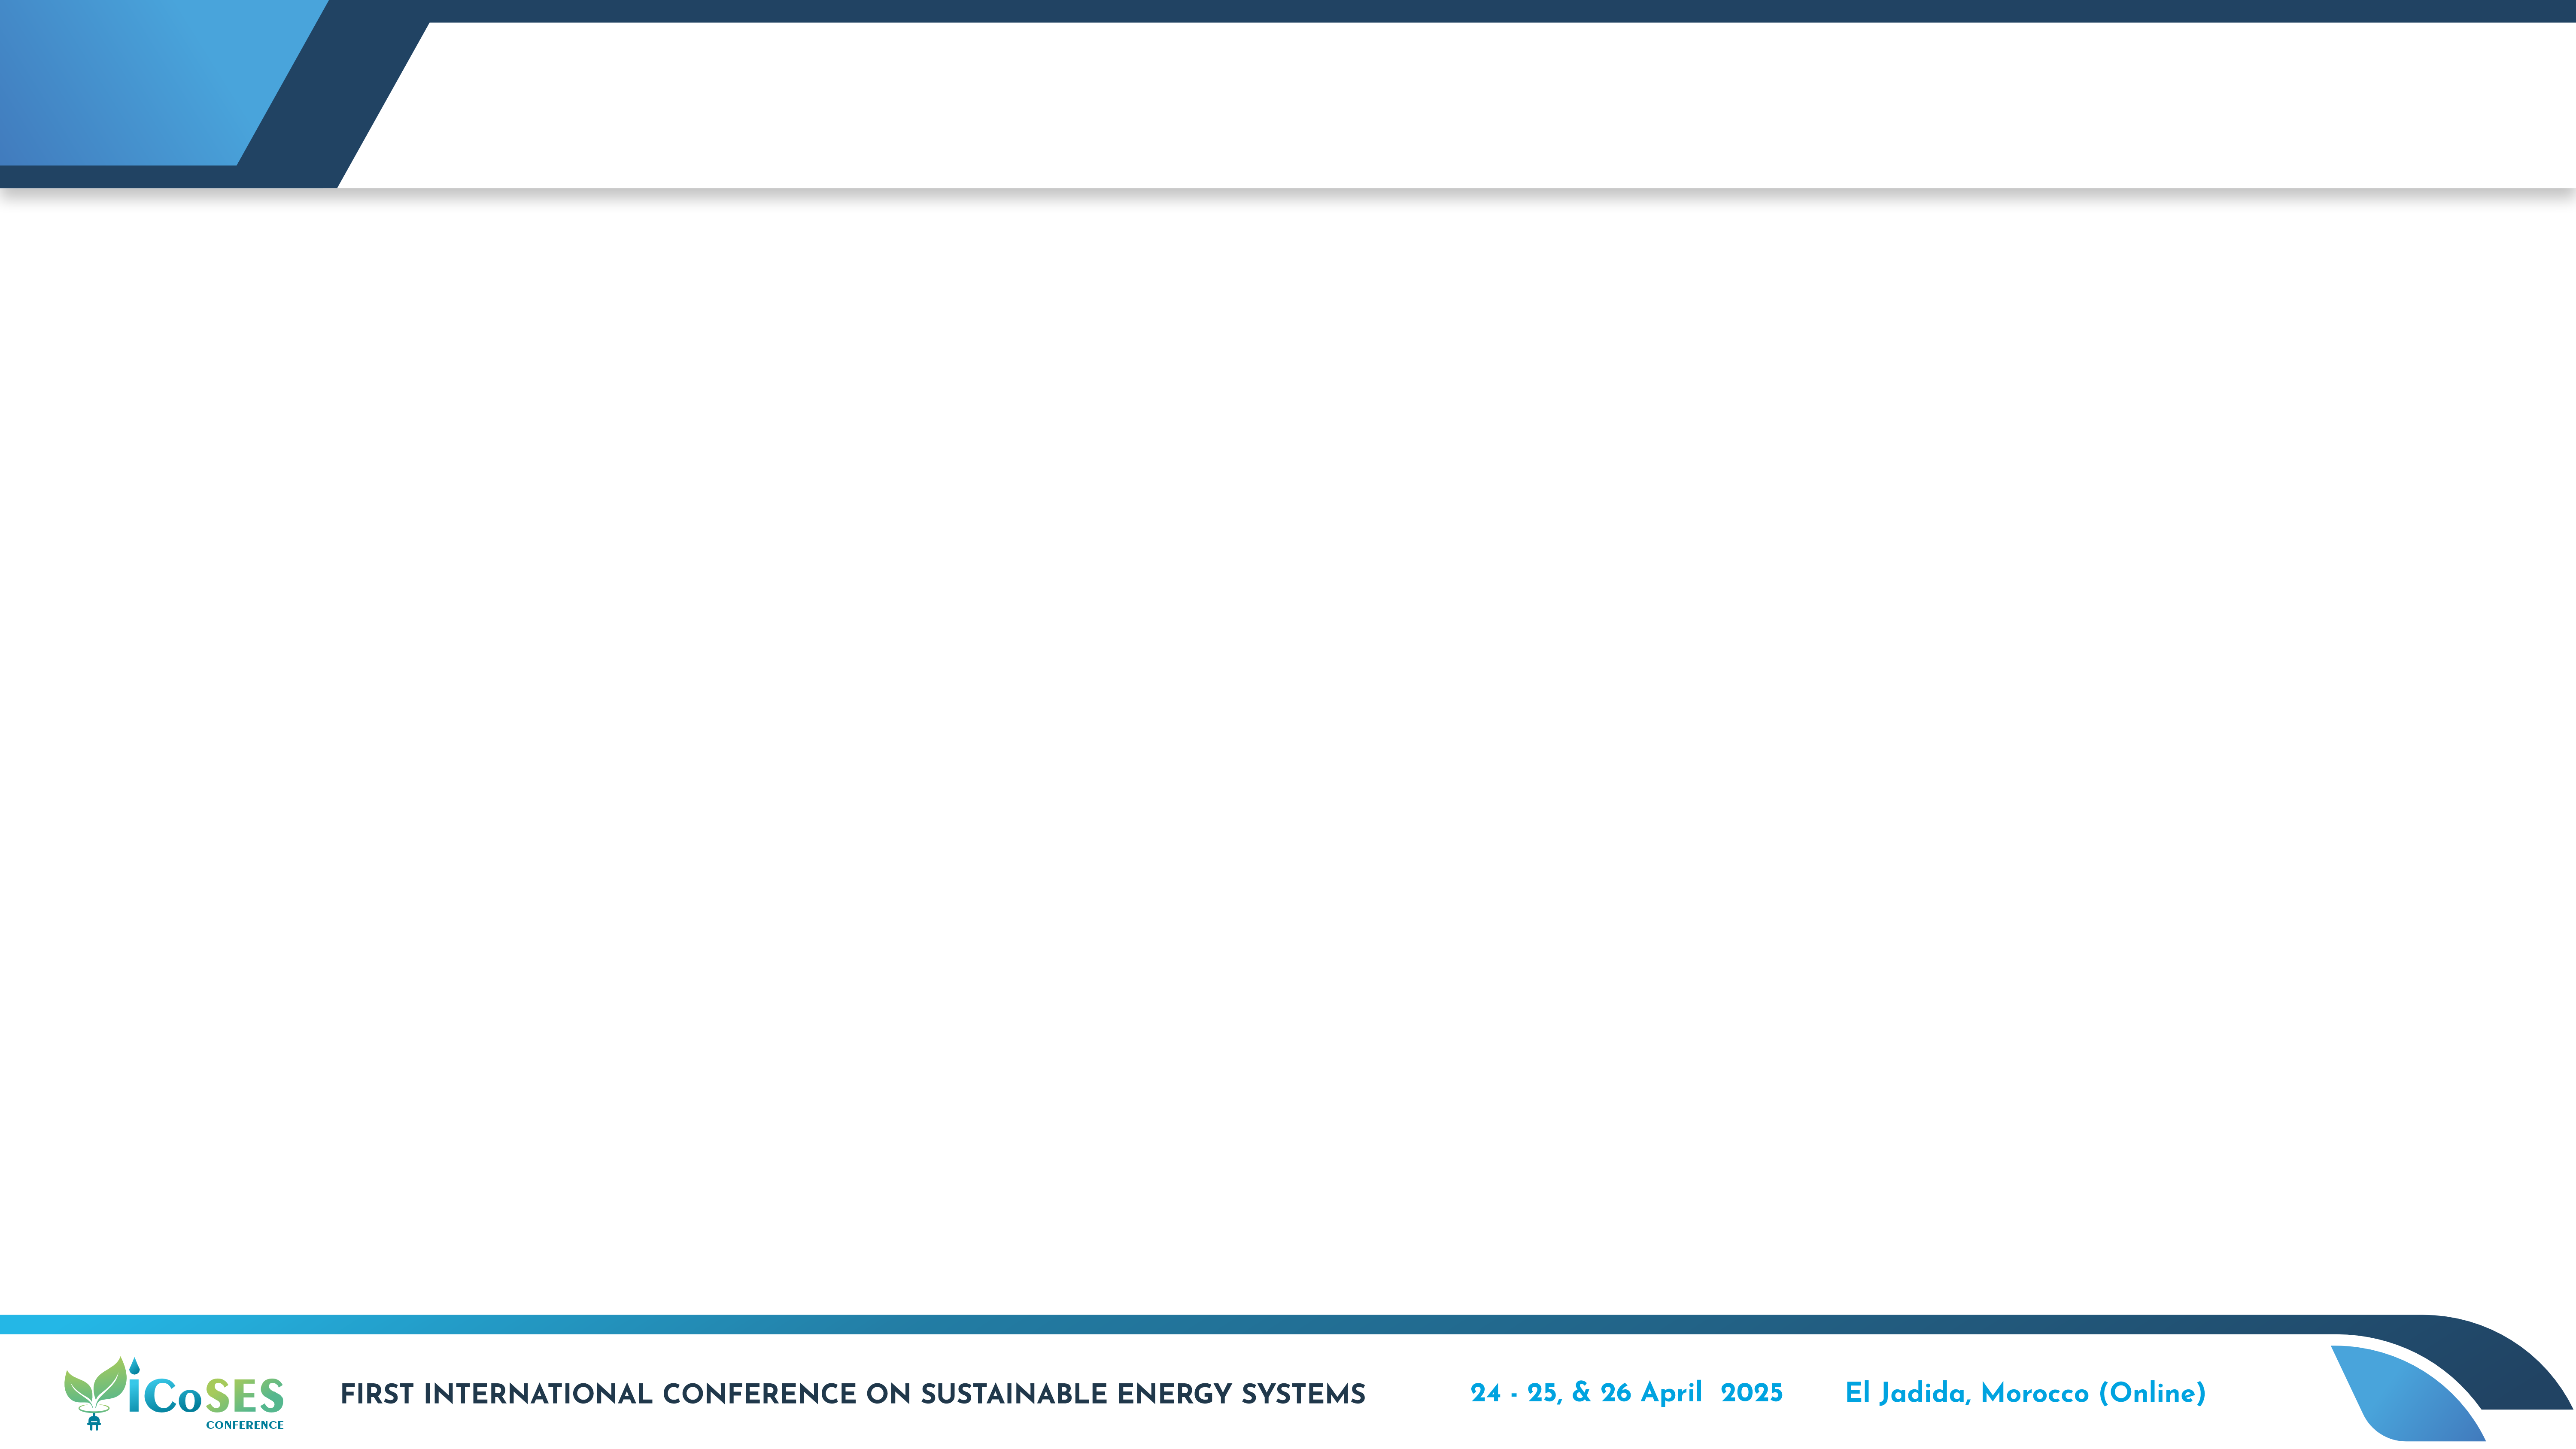 iCoSES
CONFERENCE
FIRST INTERNATIONAL CONFERENCE ON SUSTAINABLE ENERGY SYSTEMS
24 - 25, & 26 April 2025
El Jadida, Morocco (Online)